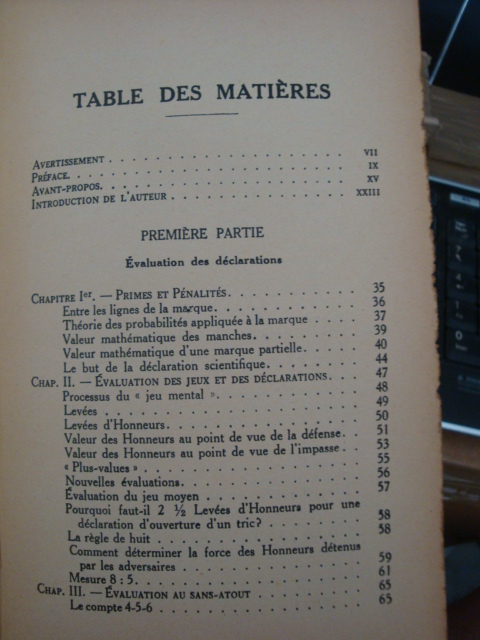 TABLE DES MATIÈRES
AVERTISSEMENT . . . . . . . . . . . . . . VII
PRÉFACE. . . . . . . . . . . . . . . . . IX
AVANT-PROPOS. . . . . . . . . . . . . . XV
INTRODUCTION DE L'AUTEUR . . . . . . . . . . XXIII
PREMIÈRE PARTIE
Évaluation des déclarations
CHAPITRE Ier. — PRIMES ET PÉNALITÉS. . . . . . . . . 35
Entre les lignes de la marque. . . . . . . . . . 36
Théorie des probabilités appliquée à la marque . . . . 37
Valeur mathématique des manches. . . . . . . . 39
Valeur mathématique d'une marque partielle. . . . . 40
Le but de la déclaration scientifique. . . . . . . 44
CHAP. II. — ÉVALUATION DES JEUX ET DES DÉCLARATIONS. . . 47
Processus du « jeu mental ». . . . . . . . . . 48
Levées . . . . . . . . . . . . . . . 49
Levées d'Honneurs. . . . . . . . . . . . 50
Valeur des Honneurs au point de vue de la défense. . 51
Valeur des Honneurs au point de vue de l'impasse. . 53
« Plus-values » . . . . . . . . . . . . . 55
Nouvelles évaluations. . . . . . . . . . . 56
Évaluation du jeu moyen . . . . . . . . . . 57
Pourquoi faut-il 2 ½ Levées d'Honneurs pour une
déclaration d'ouverture d'un tric? . . . . . . . 58
La règle de huit . . . . . . . . . . . . 58
Comment déterminer la force des Honneurs détenus
par les adversaires . . . . . . . . . . . 59
Mesure 8 : 5. . . . . . . . . . . . . . 61
CHAP. III. — ÉVALUATION AU SANS-ATOUT . . . . . . . 65
Le compte 4-5-6 . . . . . . . . . . . . 65